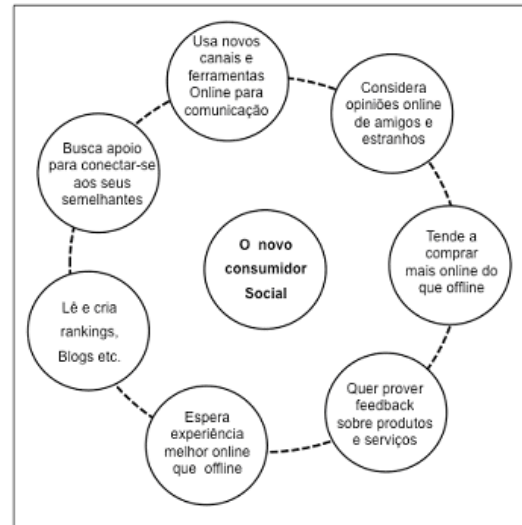 Usa novos
canais e
ferramentas
Online para
comunicação
Considera
opiniões online
de amigos e
estranhos
Tende a
comprar
mais online do
que offline
Quer prover
feedback
sobre produtos
e serviços
Espera
experiência
melhor online
que offline
Lê e cria
rankings,
Blogs etc.
Busca apoio
para conectar-se
aos seus
semelhantes
O novo
consumidor
Social